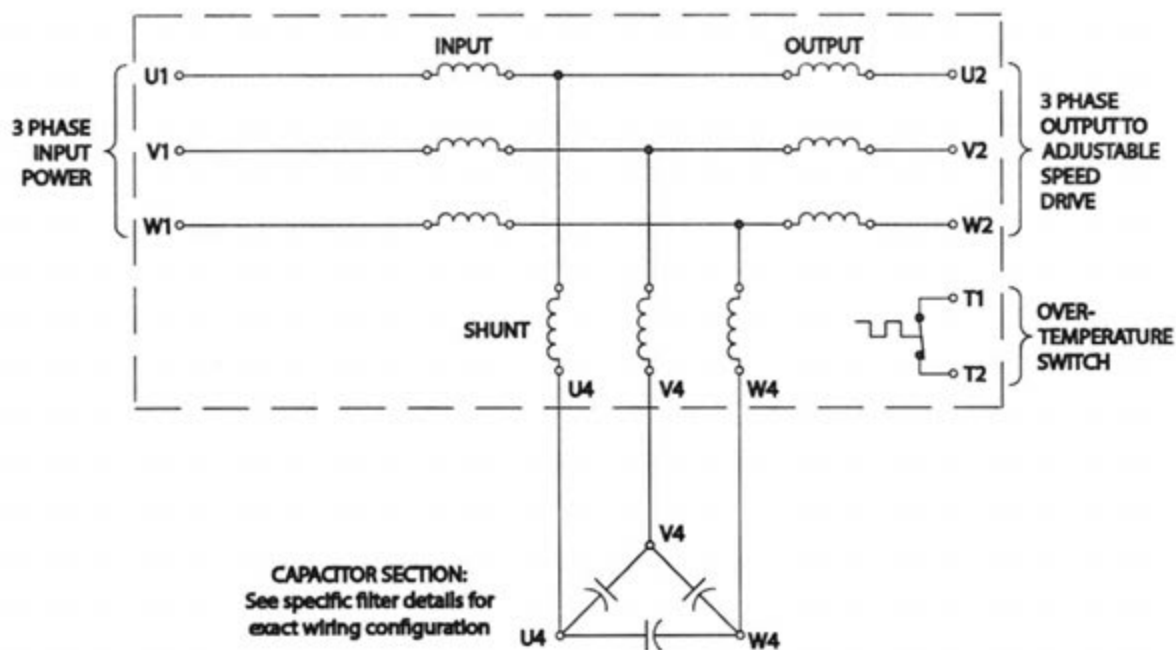 INPUT
OUTPUT
U1
U2
3 PHASE
INPUT
POWER
V1
V2
3 PHASE
OUTPUT TO
ADJUSTABLE
SPEED
DRIVE
W1
W2
SHUNT
T1
T2
OVER-
TEMPERATURE
SWITCH
U4
V4
W4
V4
CAPACITOR SECTION:
See specific filter details for
exact wiring configuration
U4
W4